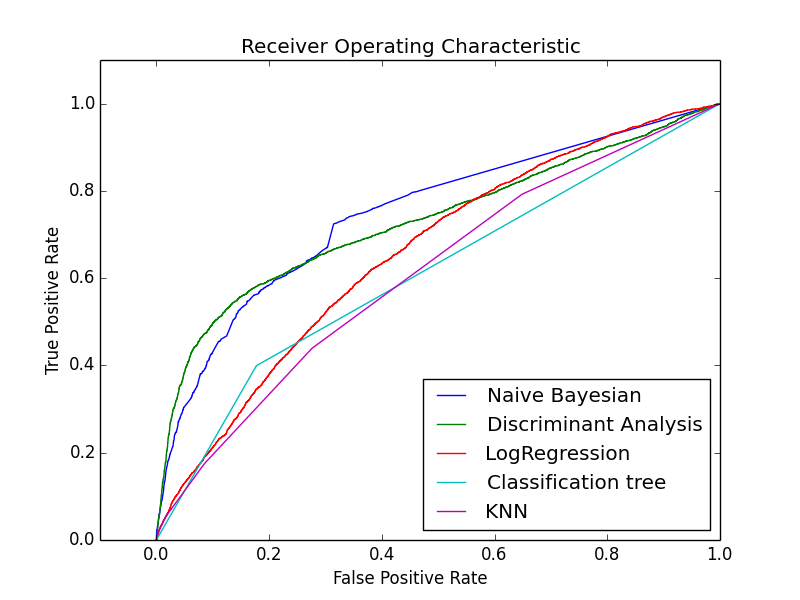 Receiver Operating Characteristic
True Positive Rate
1.0
0.8
0.6
0.4
0.2
0.0
Naive Bayesian
Discriminant Analysis
LogRegression
Classification tree
KNN
0.0 0.2 0.4 0.6 0.8 1.0
False Positive Rate